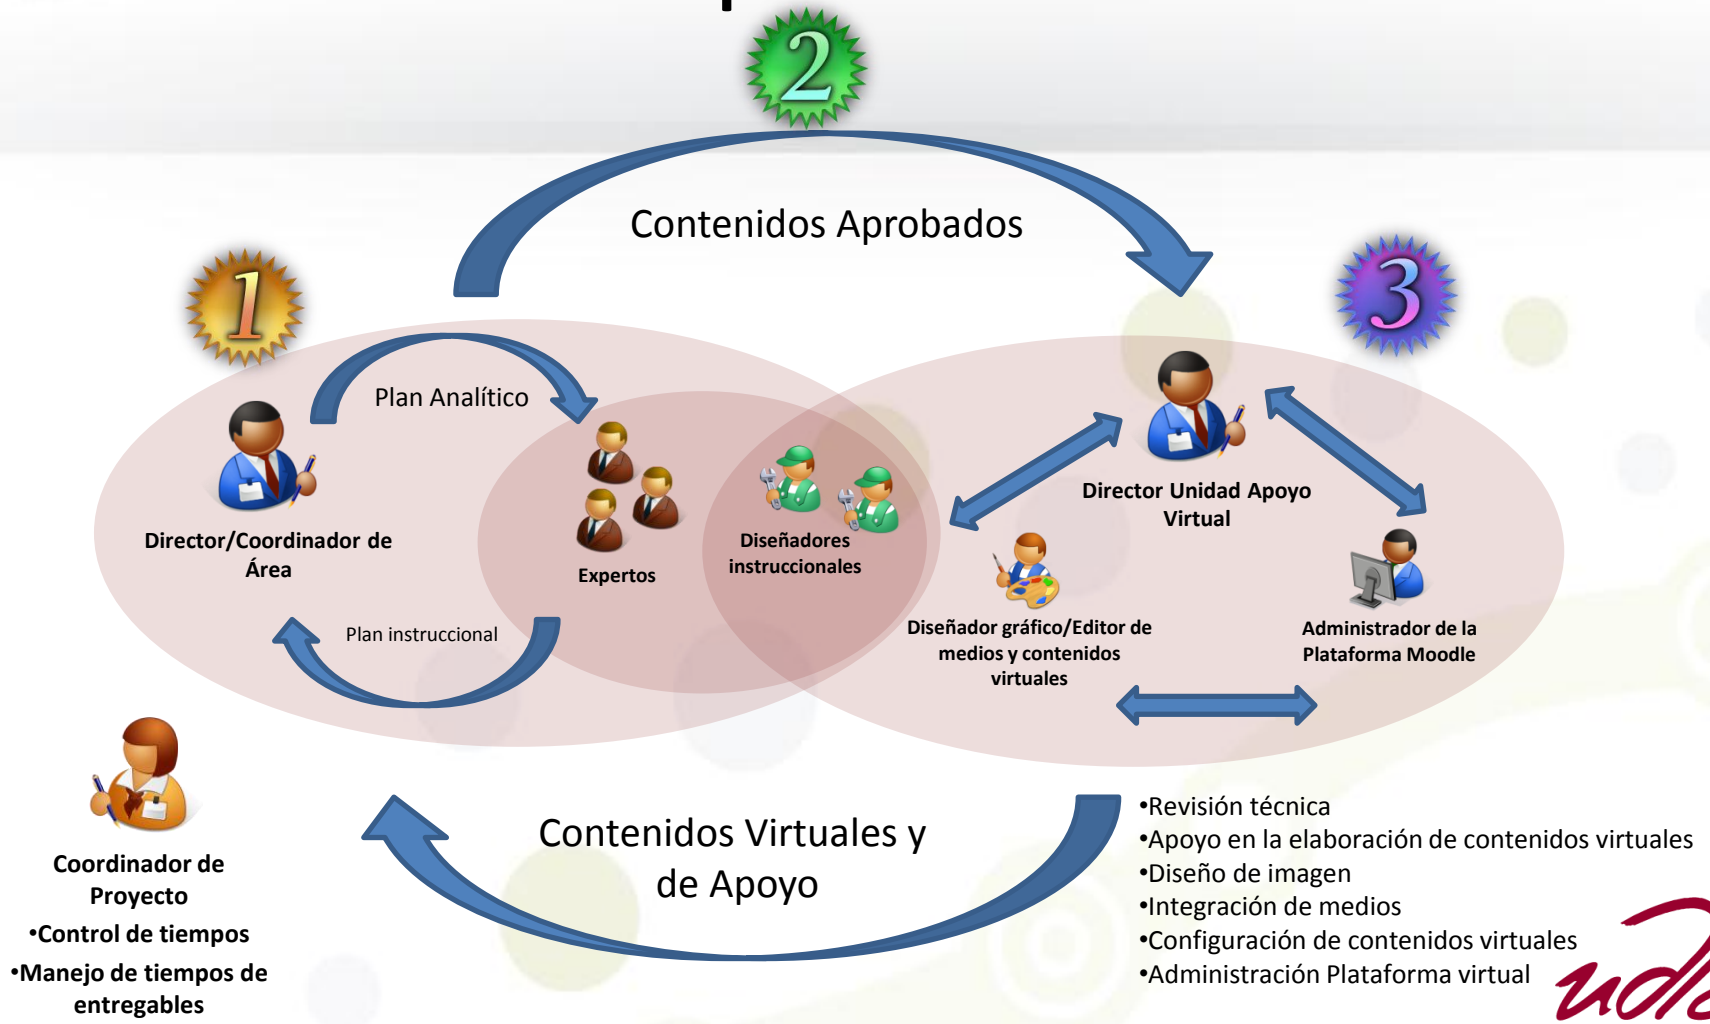 2
Contenidos Aprobados
1
3
Plan Analítico
Director/Coordinador de
Área
Expertos
Diseñadores
instruccionales
Director Unidad Apoyo
Virtual
Diseñador gráfico/Editor de
medios y contenidos
virtuales
Administrador de la
Plataforma Moodle
Plan instruccional
Coordinador de
Proyecto
•Control de tiempos
•Manejo de tiempos de
entregables
Contenidos Virtuales y
de Apoyo
•Revisión técnica
•Apoyo en la elaboración de contenidos virtuales
•Diseño de imagen
•Integración de medios
•Configuración de contenidos virtuales
•Administración Plataforma virtual